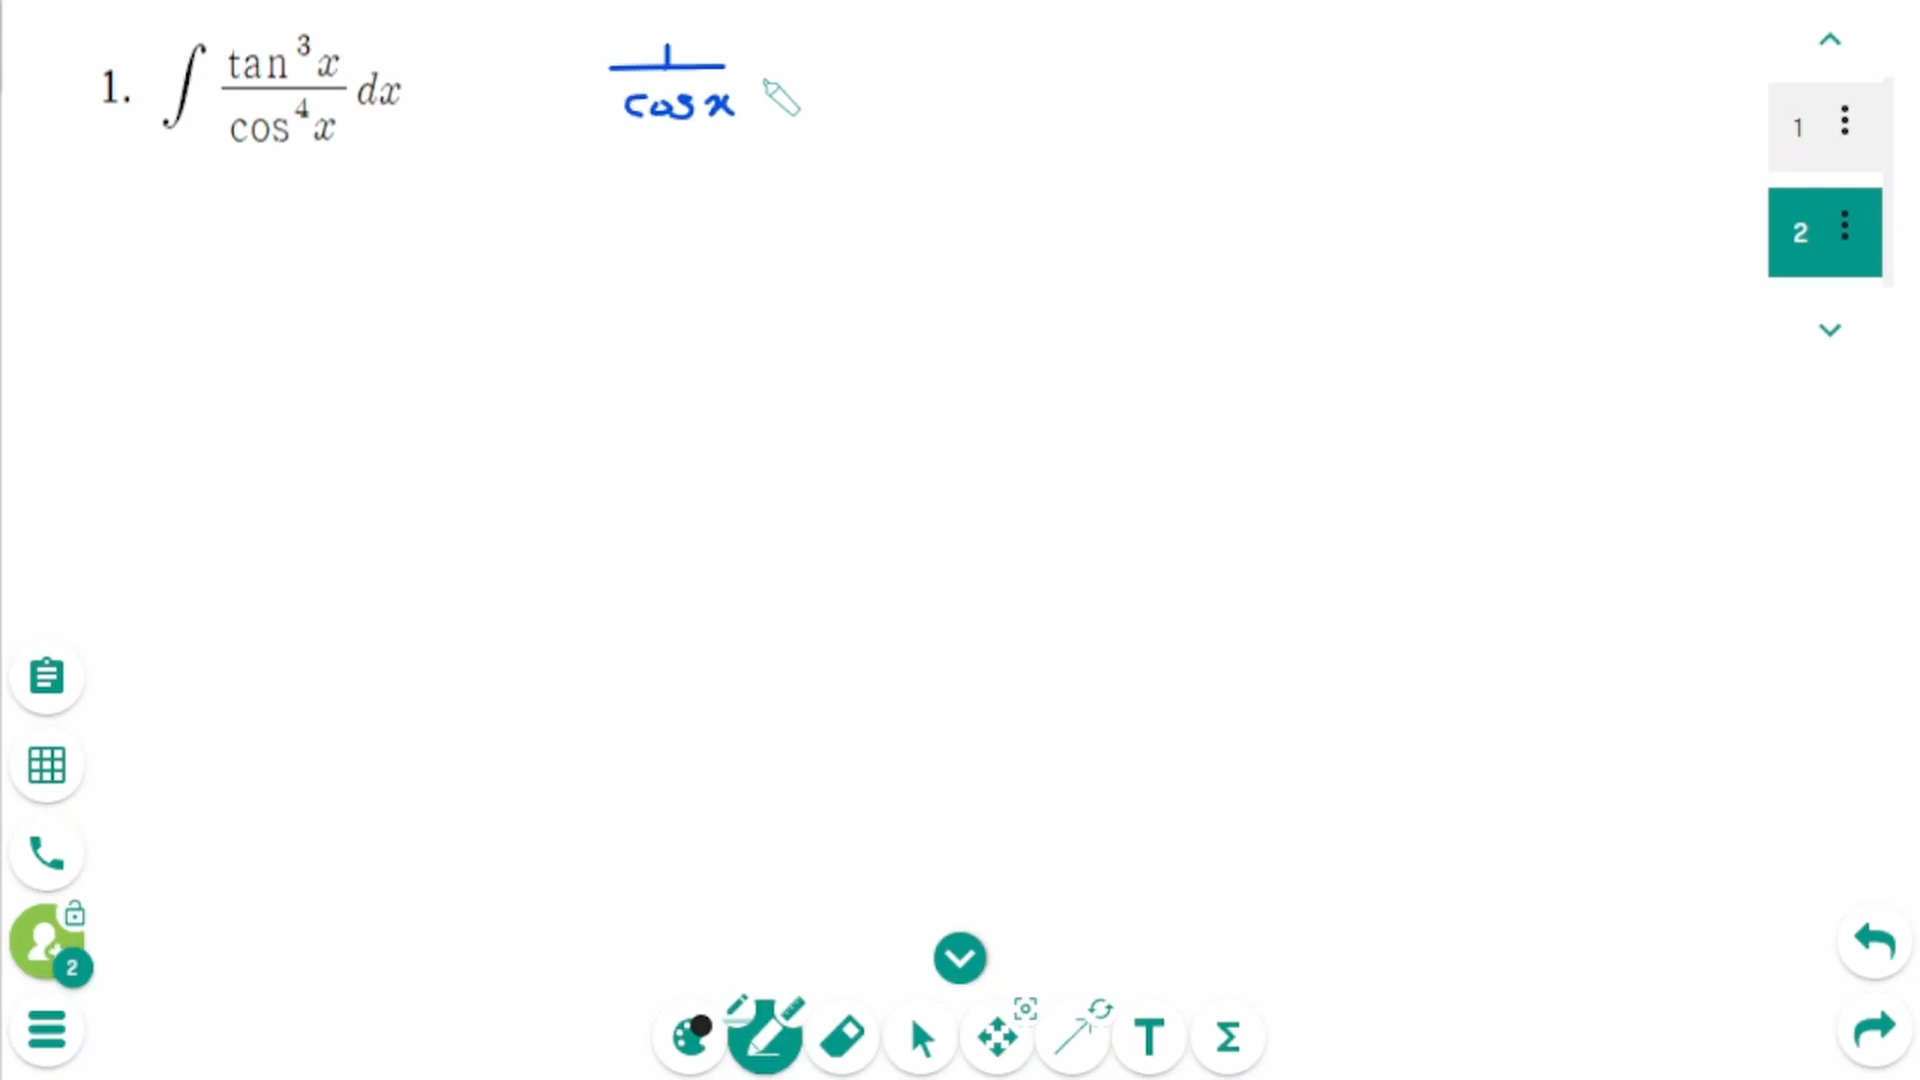 1. ∫ tan³x / cos⁴x dx
1 / cos x
1
2
2
T
Σ